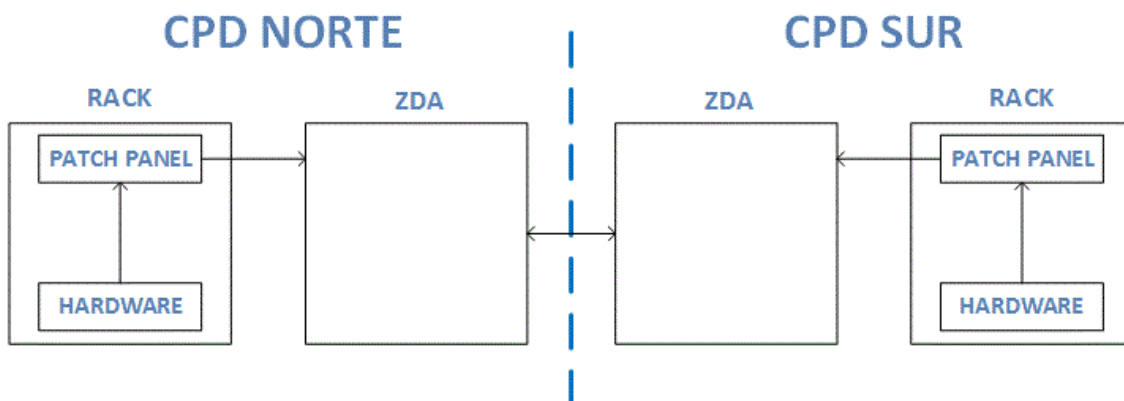 CPD NORTE
CPD SUR
RACK
ZDA
ZDA
RACK
PATCH PANEL
PATCH PANEL
HARDWARE
HARDWARE